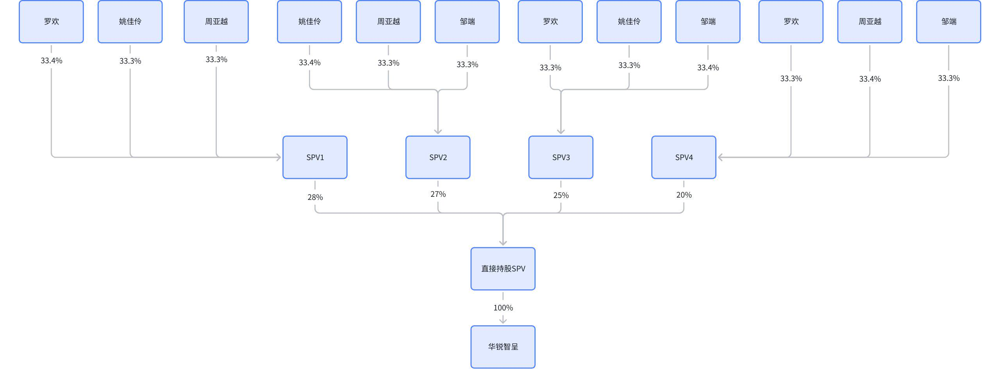 罗欢
姚佳伶
周亚越
姚佳伶
周亚越
邹端
罗欢
姚佳伶
邹端
罗欢
周亚越
邹端
33.4%
33.3%
33.3%
33.4%
33.3%
33.3%
33.3%
33.3%
33.4%
33.3%
33.4%
33.3%
SPV1
SPV2
SPV3
SPV4
28%
27%
25%
20%
直接持股SPV
100%
华锐智呈